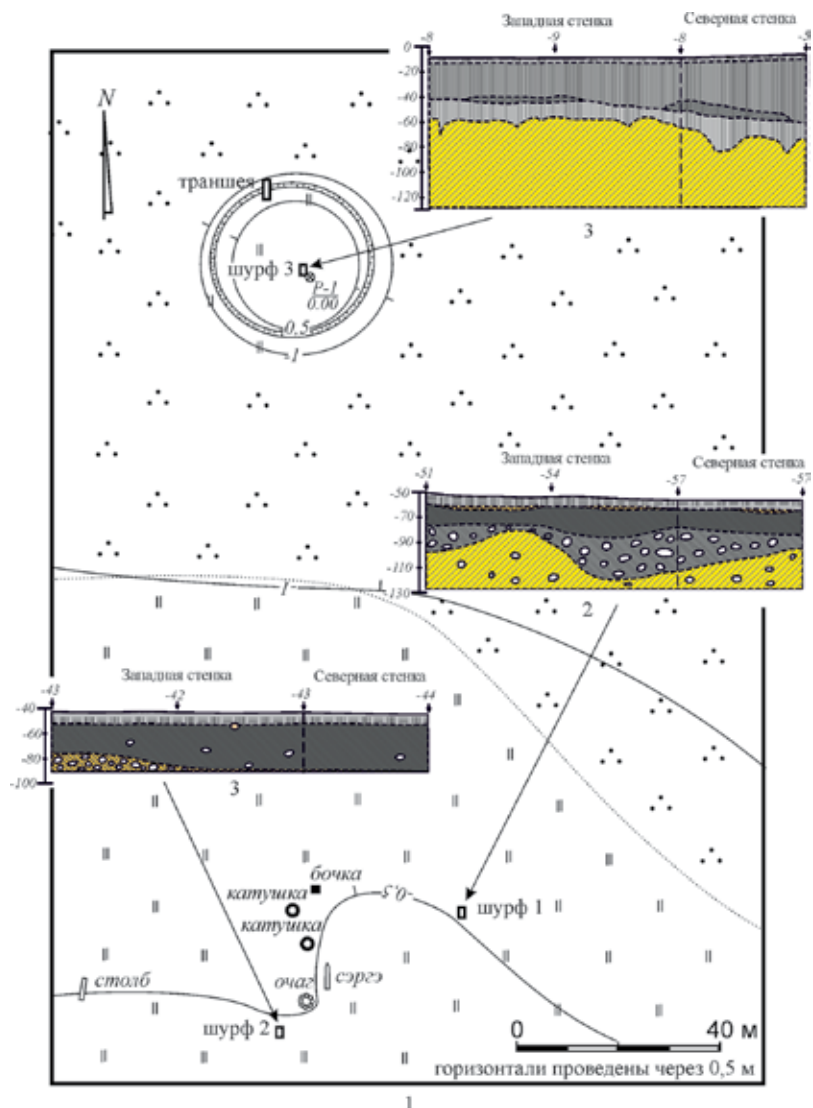 Западная стенка Северная стенка
-8 -9 -8 -8
0
-20
-40
-60
-80
-100
-120
3
N
траншея
шурф 3
P-1
0.00
0.5
-1
Западная стенка Северная стенка
-51 -54 -57 -57
-50
-70
-90
-110
-130
2
-1
Западная стенка Северная стенка
-43 -42 -43 -44
-40
-60
-80
-100
3
бочка
катушка
катушка
-0,5
шурф 1
столб
очаг
сэргэ
шурф 2
0 40 м
горизонтали проведены через 0,5 м
1